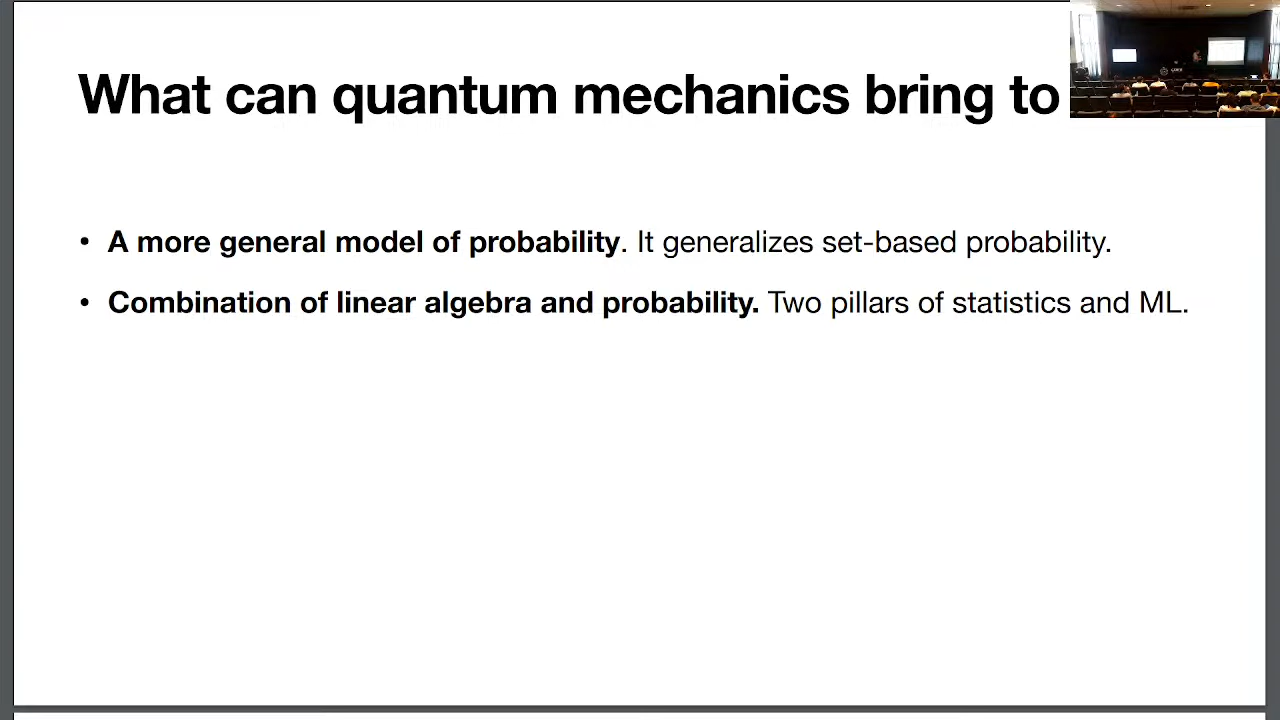 What can quantum mechanics bring to
• A more general model of probability. It generalizes set-based probability.
• Combination of linear algebra and probability. Two pillars of statistics and ML.